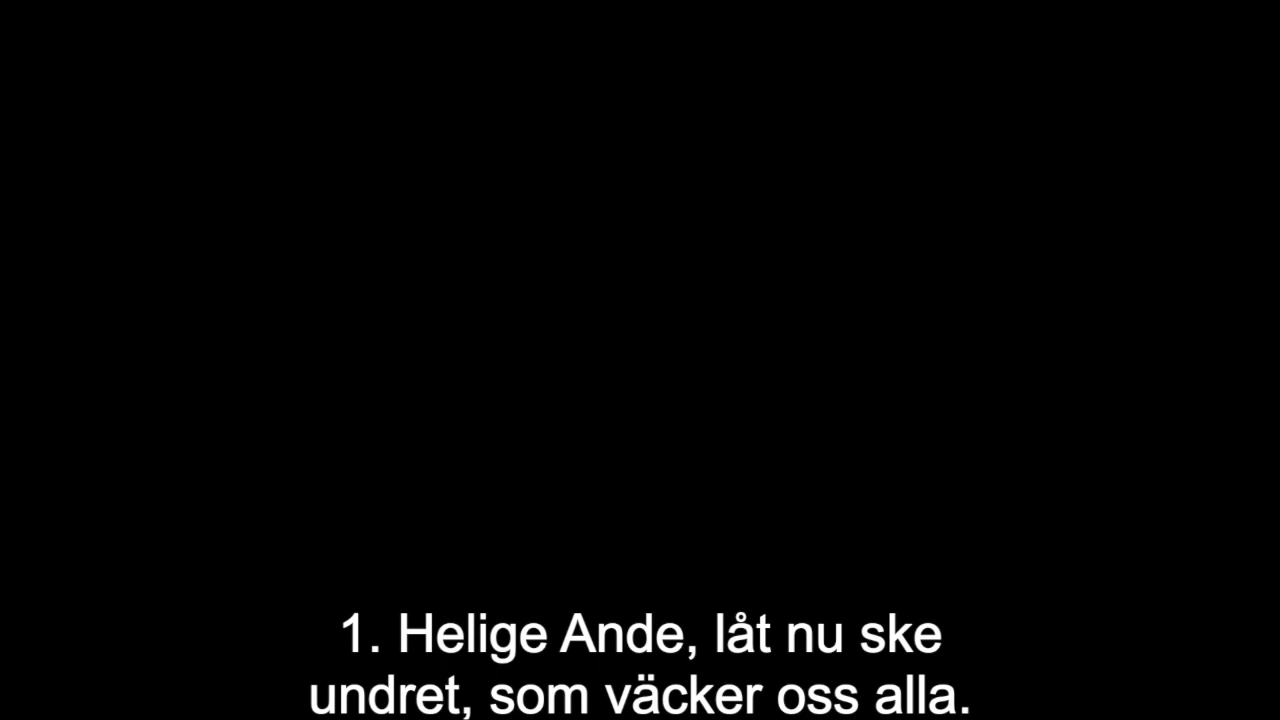 1. Helige Ande, låt nu ske
undret, som väcker oss alla.